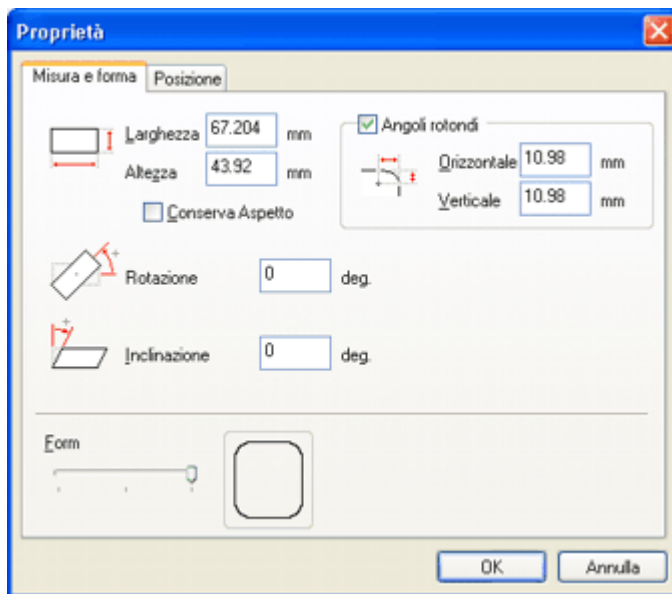 Proprietà
Misura e forma Posizione
Larghezza 67.204 mm
Altezza 43.92 mm
Conserva Aspetto
Angoli rotondi
Orizzontale 10.98 mm
Verticale 10.98 mm
Rotazione 0 deg.
Inclinazione 0 deg.
Form
OK Annulla